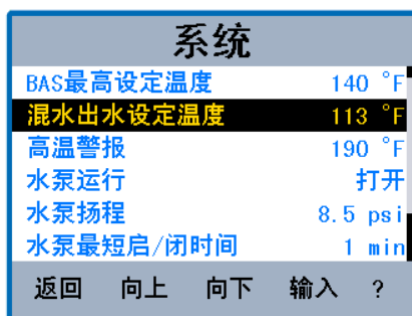 系统
BAS最高设定温度 140 °F
混水出水设定温度 113 °F
高温警报 190 °F
水泵运行 打开
水泵扬程 8.5 psi
水泵最短启/闭时间 1 min
返回 向上 向下 输入 ?